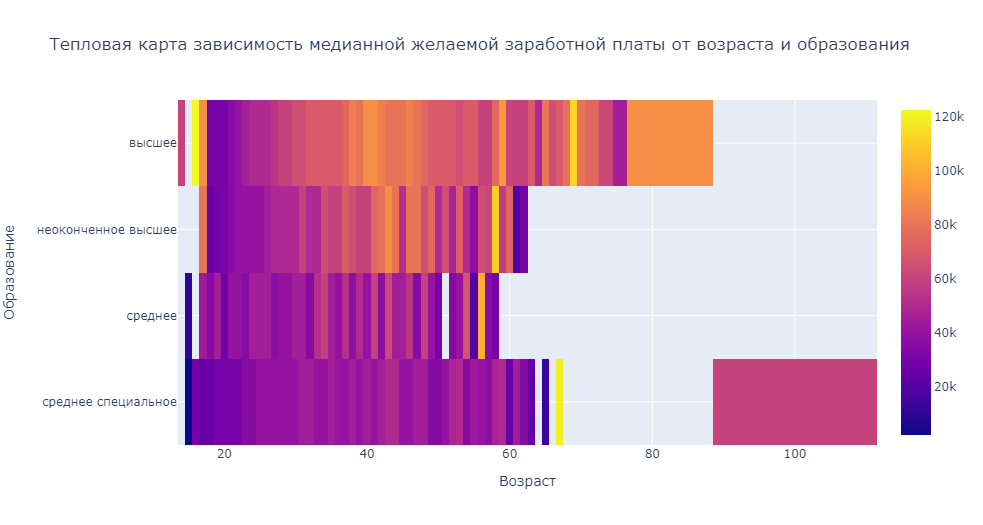 Тепловая карта зависимость медианной желаемой заработной платы от возраста и образования
Образование
высшее
неоконченное высшее
среднее
среднее специальное
20
40
60
80
100
Возраст
120k
100k
80k
60k
40k
20k